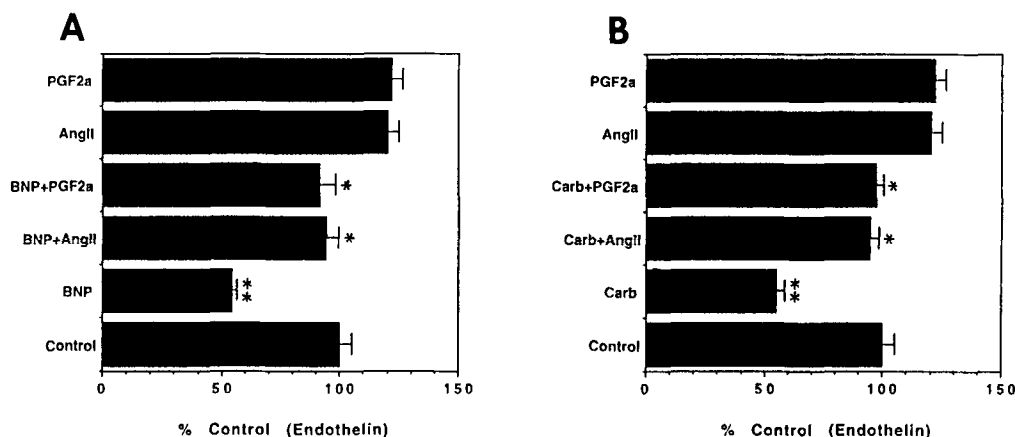 A
PGF2a
AngII
BNP+PGF2a
*
BNP+AngII
*
BNP
**
Control
0
50
100
150
% Control (Endothelin)
B
PGF2a
AngII
Carb+PGF2a
*
Carb+AngII
*
Carb
**
Control
0
50
100
150
% Control (Endothelin)